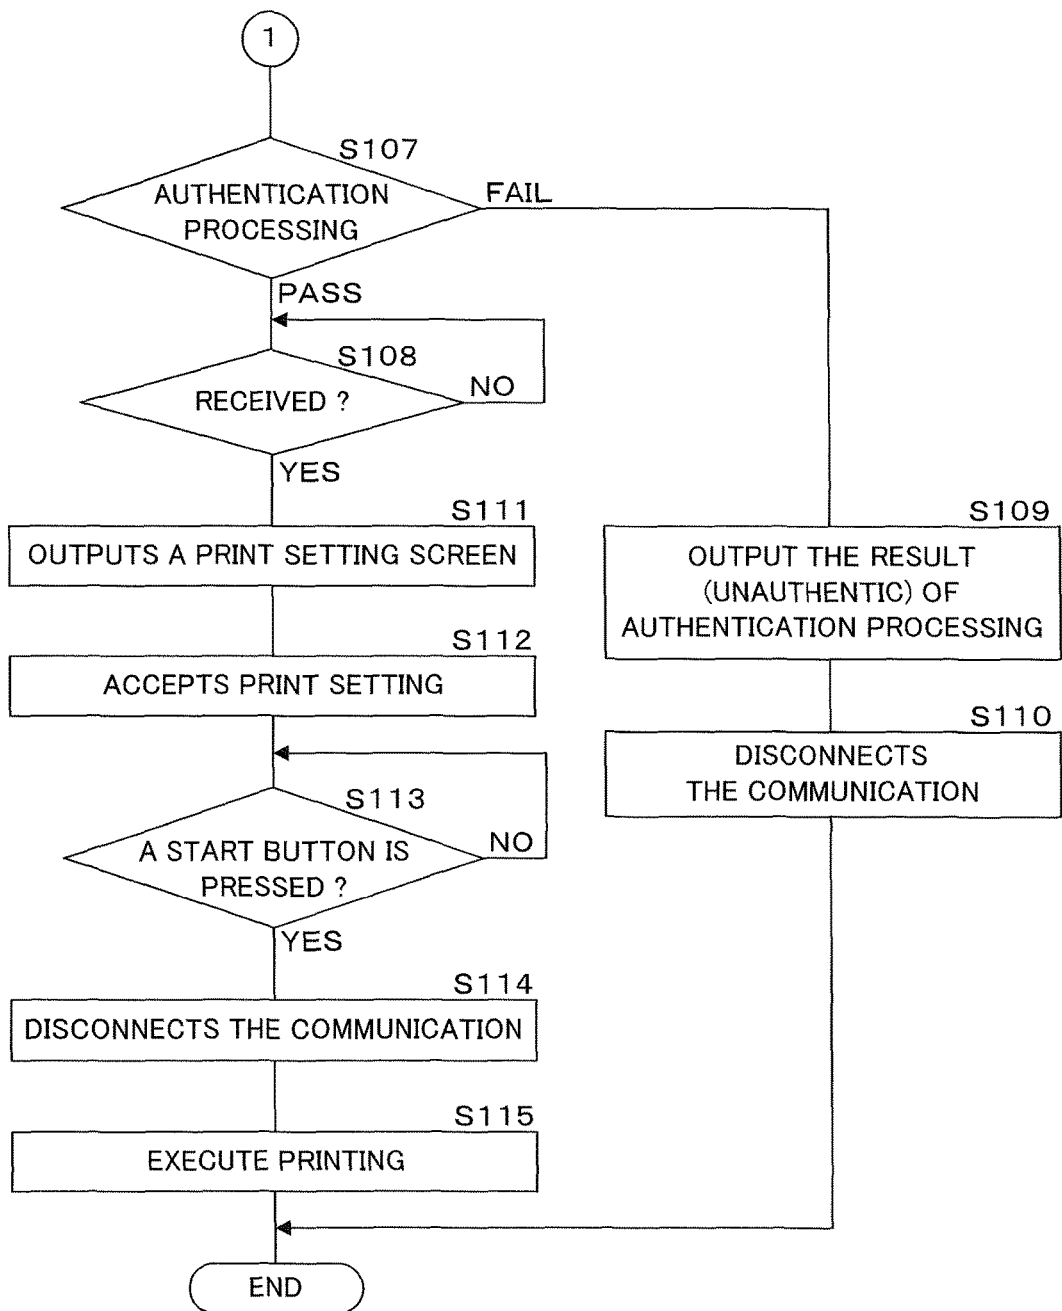 1
S107
AUTHENTICATION
PROCESSING
FAIL
PASS
S108
RECEIVED ?
NO
YES
S111
OUTPUTS A PRINT SETTING SCREEN
S112
ACCEPTS PRINT SETTING
S113
A START BUTTON IS
PRESSED ?
NO
YES
S114
DISCONNECTS THE COMMUNICATION
S115
EXECUTE PRINTING
S109
OUTPUT THE RESULT
(UNAUTHENTIC) OF
AUTHENTICATION PROCESSING
S110
DISCONNECTS
THE COMMUNICATION
END